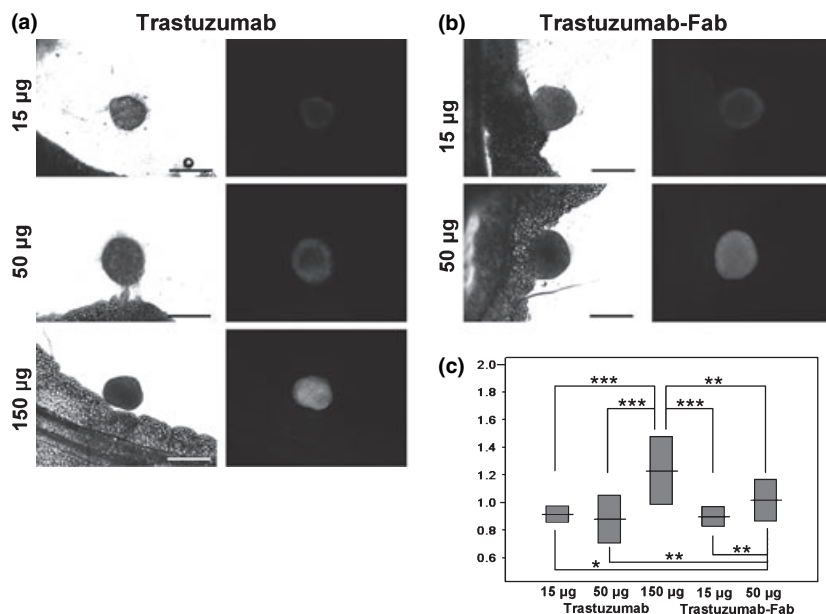 (a) Trastuzumab
15 µg
50 µg
150 µg
(b) Trastuzumab-Fab
15 µg
50 µg
(c)
2.0
1.8
1.6
1.4
1.2
1.0
0.8
0.6
*** **
*** ***
**
* **
15 µg 50 µg 150 µg 15 µg 50 µg
Trastuzumab Trastuzumab-Fab